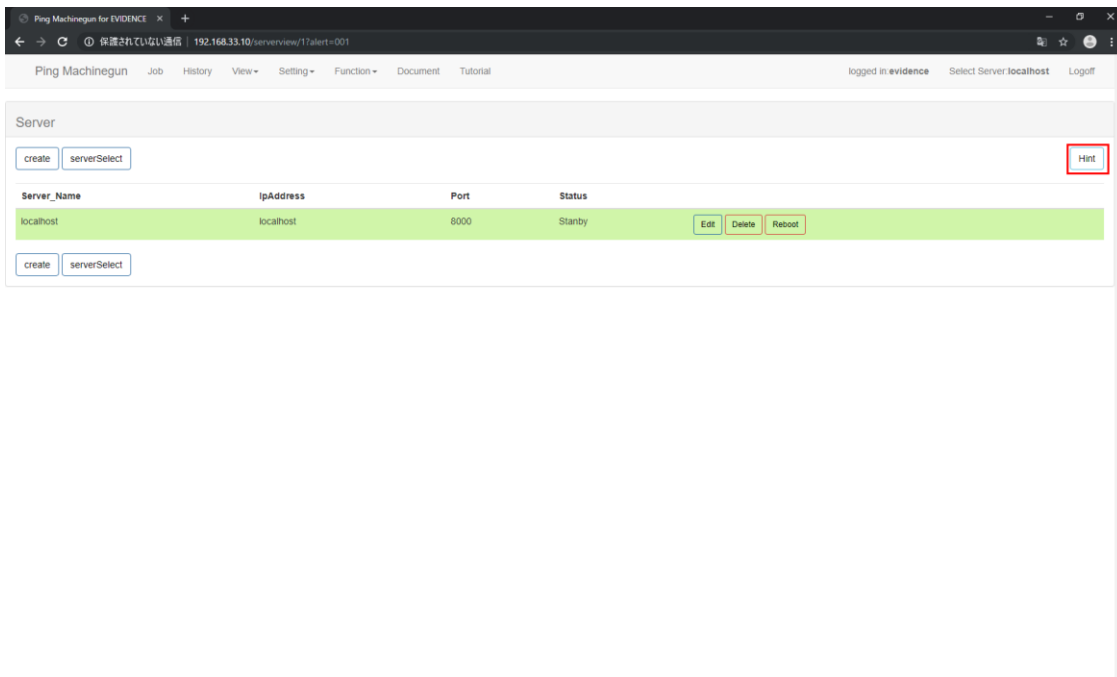 Ping Machinegun for EVIDENCE
保護されていない通信 | 192.168.33.10/serverview/1?alert=001
Ping Machinegun Job History View Setting Function Document Tutorial logged in:evidence Select Server:localhost Logoff
Server
create serverSelect Hint
Server_Name IpAddress Port Status
localhost localhost 8000 Stanby Edit Delete Reboot
create serverSelect